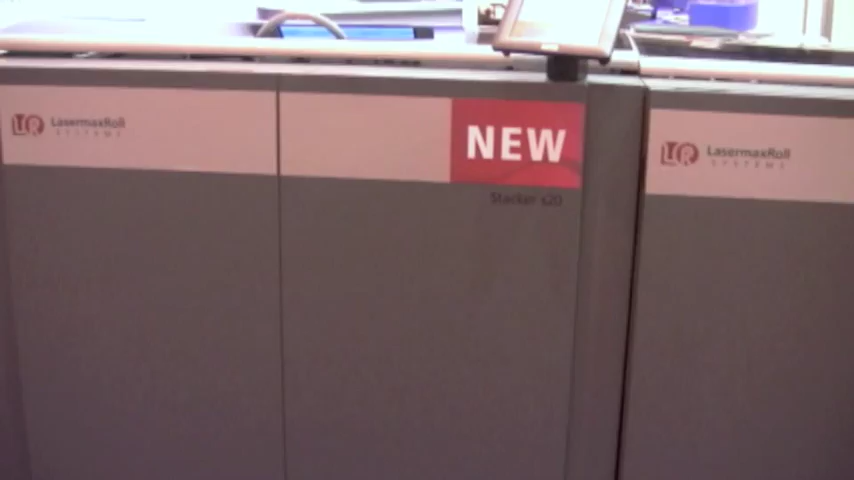 LasermaxRoll
SYSTEMS
NEW
Stacker s20
LasermaxRoll
SYSTEMS